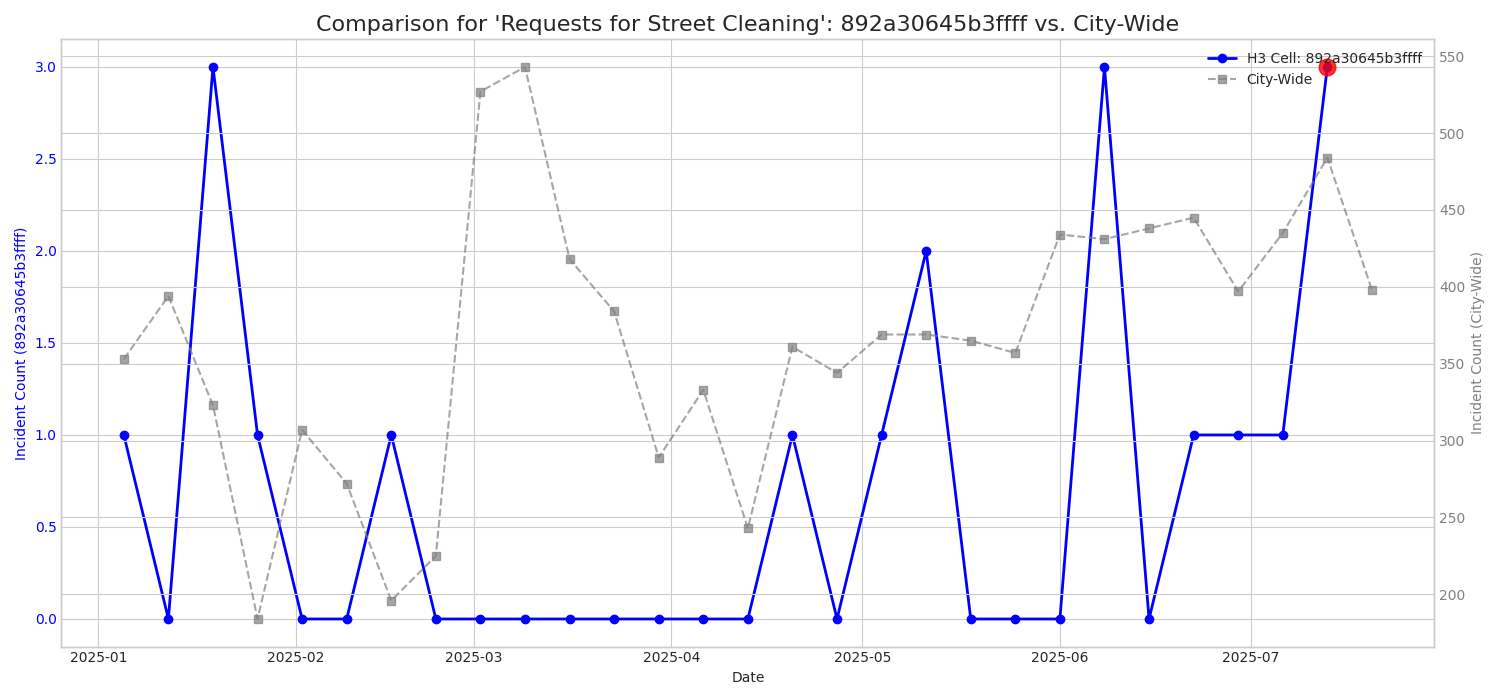 Comparison for 'Requests for Street Cleaning': 892a30645b3ffff vs. City-Wide
H3 Cell: 892a30645b3ffff
City-Wide
Incident Count (892a30645b3ffff)
3.0
2.5
2.0
1.5
1.0
0.5
0.0
550
500
450
400
350
300
250
200
Incident Count (City-Wide)
2025-01 2025-02 2025-03 2025-04 2025-05 2025-06 2025-07
Date